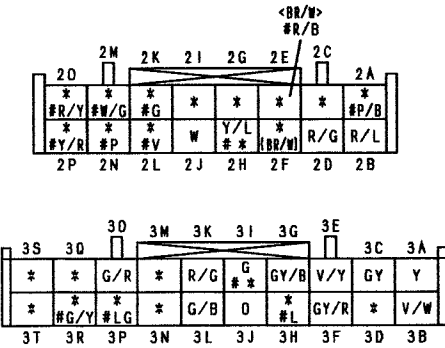 <BR/W>
#R/B
2O 2M 2K 2I 2G 2E 2C 2A
* * * * * * * *
#R/Y #W/G #G #P/B
* * * W Y/L * R/G R/L
#Y/R #P #V # * (BR/W)
2P 2N 2L 2J 2H 2F 2D 2B
3S 3Q 3O 3M 3K 3I 3G 3E 3C 3A
* * G/R * R/G G GY/B V/Y GY Y
# *
* * * * G/B O * GY/R * V/W
#G/Y #LG #L
3T 3R 3P 3N 3L 3J 3H 3F 3D 3B